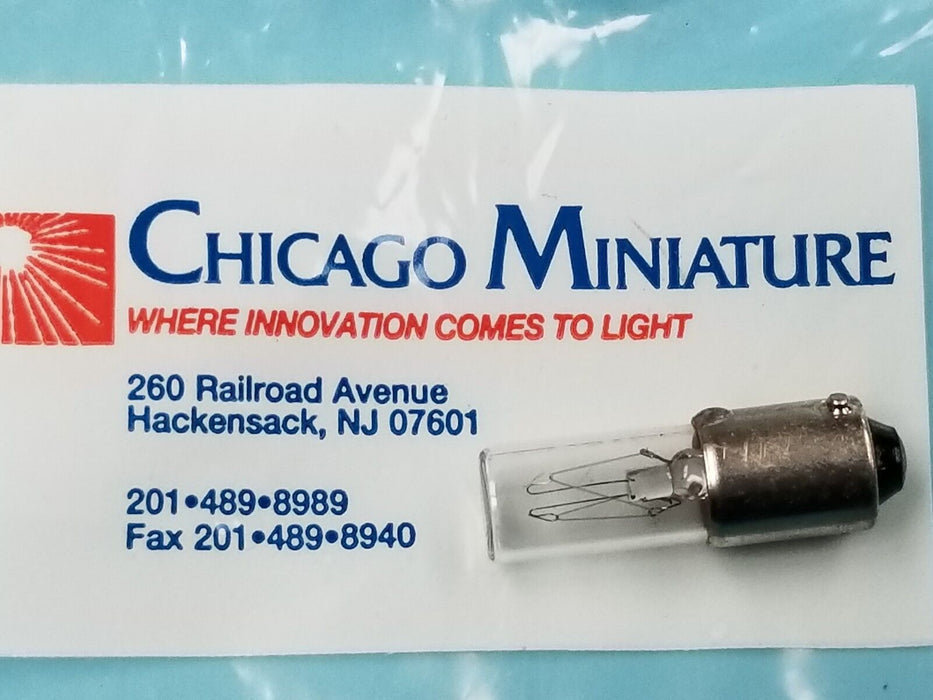 CHICAGO MINIATURE
WHERE INNOVATION COMES TO LIGHT
260 Railroad Avenue
Hackensack, NJ 07601
201•489•8989
Fax 201•489•8940